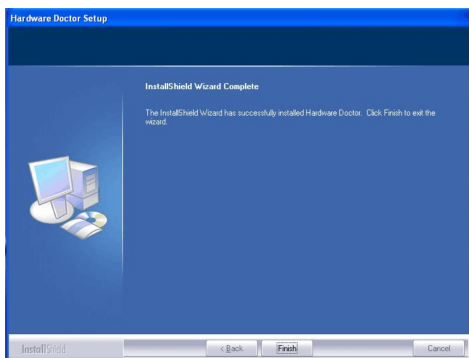 Hardware Doctor Setup
InstallShield Wizard Complete
The InstallShield Wizard has successfully installed Hardware Doctor. Click Finish to exit the
wizard.
InstallShield
< Back
Finish
Cancel